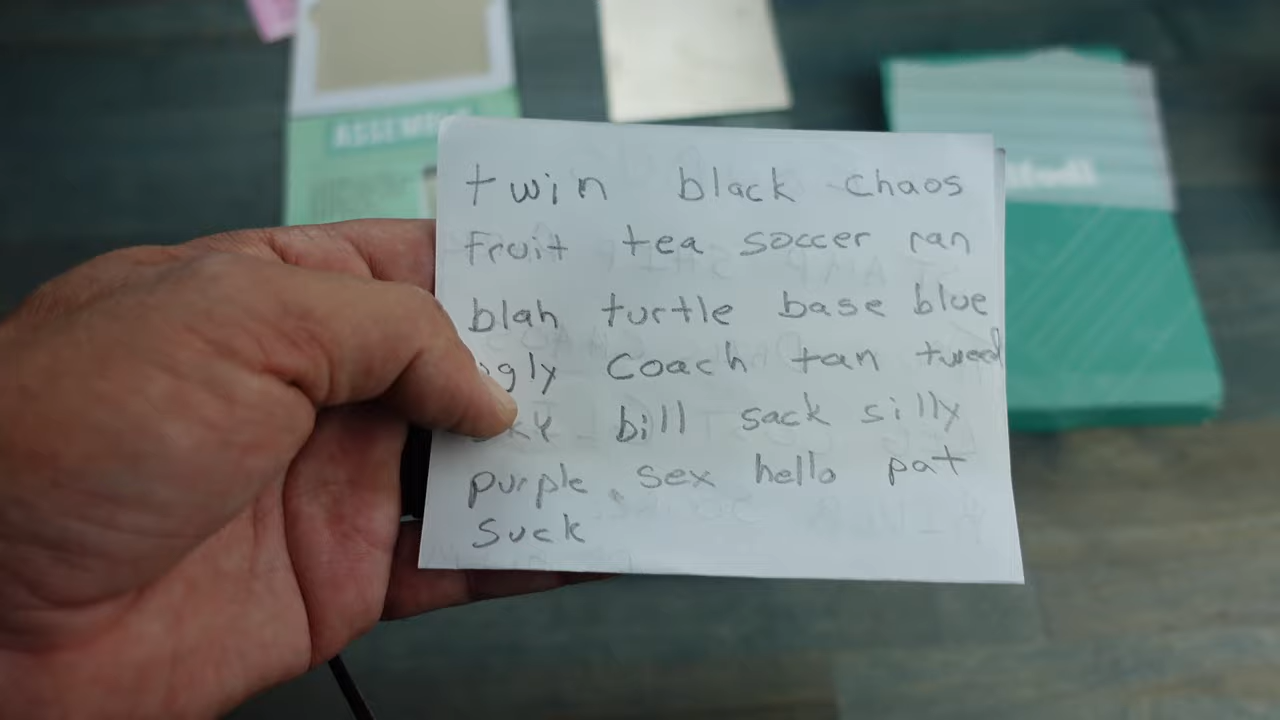 ASSEMB
twin black chaos
fruit tea soccer ran
blah turtle base blue
coach tan tweed
bill sack silly
purple sex hello pat
suck